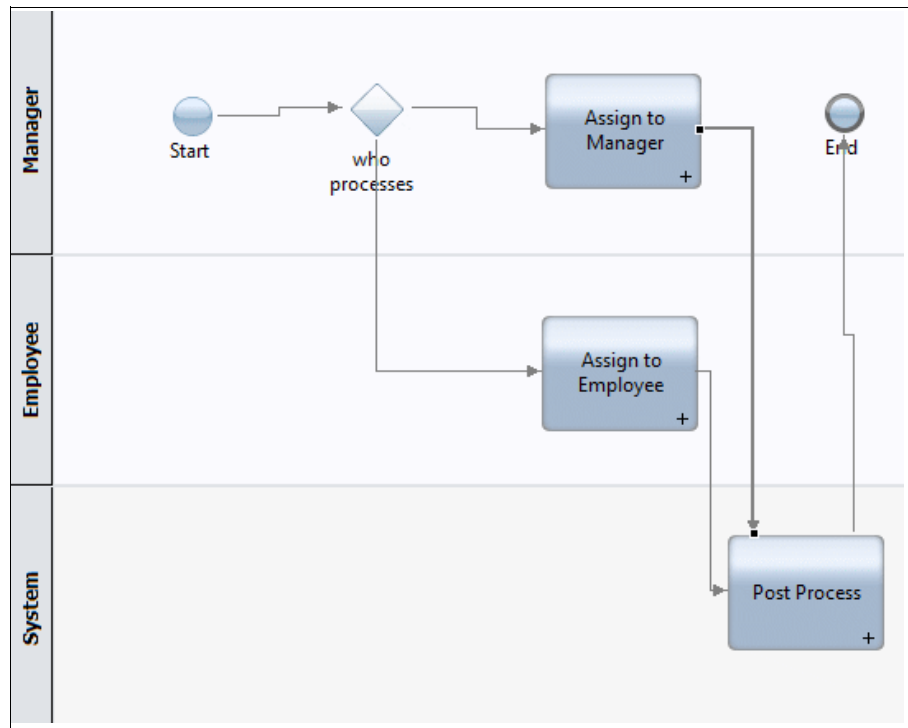 Manager
Start
who
processes
Assign to
Manager
+
End
Employee
Assign to
Employee
+
System
Post Process
+